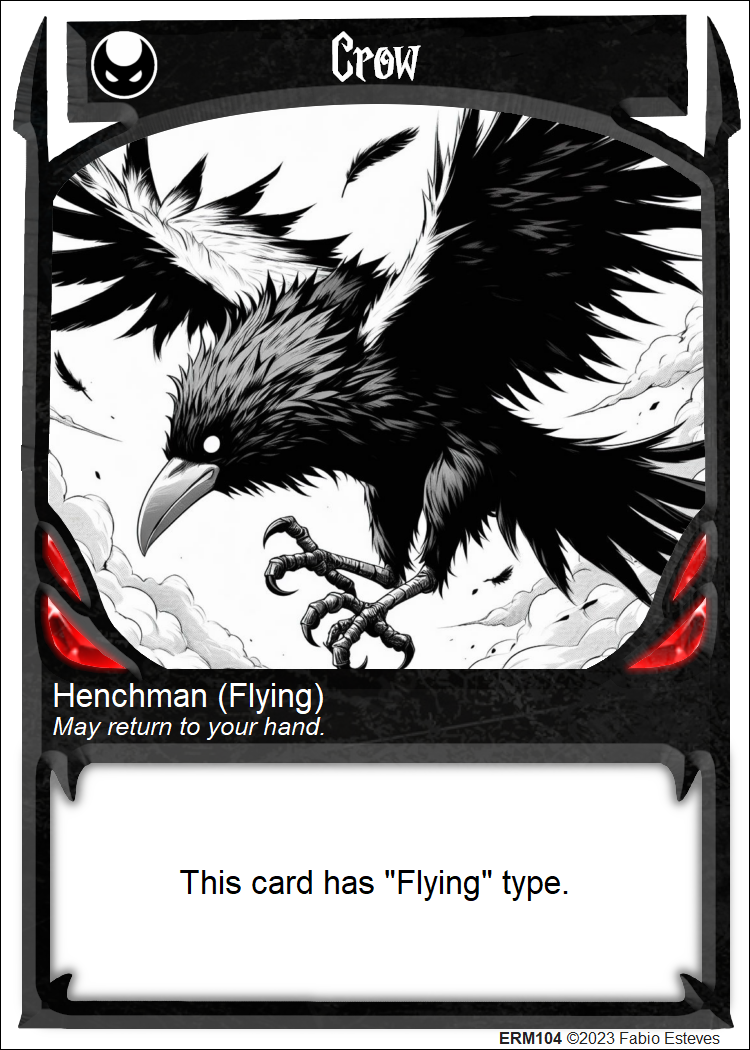 Crow
Henchman (Flying)
May return to your hand.
This card has "Flying" type.
ERM104 ©2023 Fabio Esteves